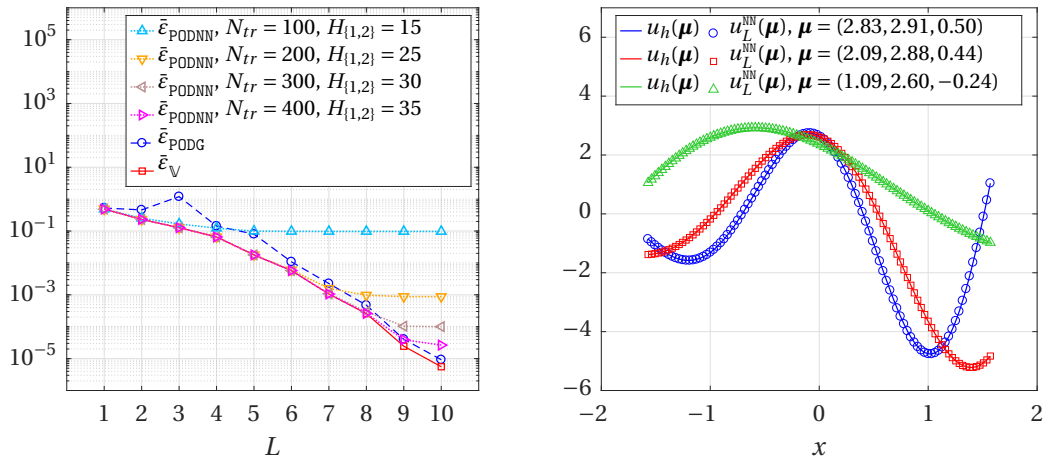 10^5
10^3
10^1
10^{-1}
10^{-3}
10^{-5}
ε̄_PODNN, N_tr = 100, H_{1,2} = 15
ε̄_PODNN, N_tr = 200, H_{1,2} = 25
ε̄_PODNN, N_tr = 300, H_{1,2} = 30
ε̄_PODNN, N_tr = 400, H_{1,2} = 35
ε̄_PODG
ε̄_𝕍
1 2 3 4 5 6 7 8 9 10
L
u_h(μ) u_L^NN(μ), μ = (2.83, 2.91, 0.50)
u_h(μ) u_L^NN(μ), μ = (2.09, 2.88, 0.44)
u_h(μ) u_L^NN(μ), μ = (1.09, 2.60, −0.24)
6
4
2
0
−2
−4
−6
−2 −1 0 1 2
x